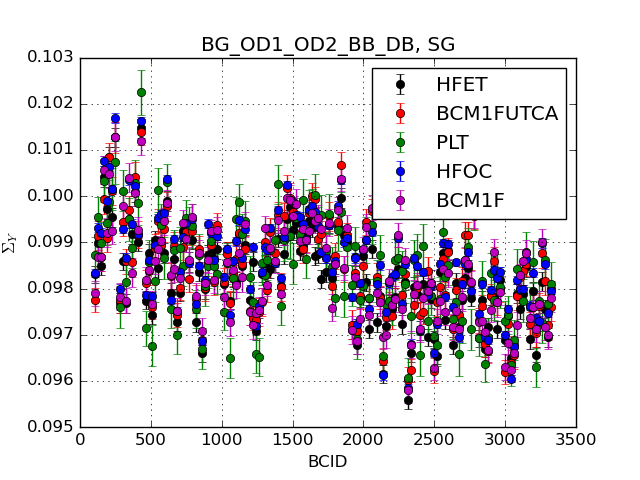 BG_OD1_OD2_BB_DB, SG
0.103
0.102
0.101
0.100
0.099
0.098
0.097
0.096
0.095
Σ_Y
HFET
BCM1FUTCA
PLT
HFOC
BCM1F
0 500 1000 1500 2000 2500 3000 3500
BCID